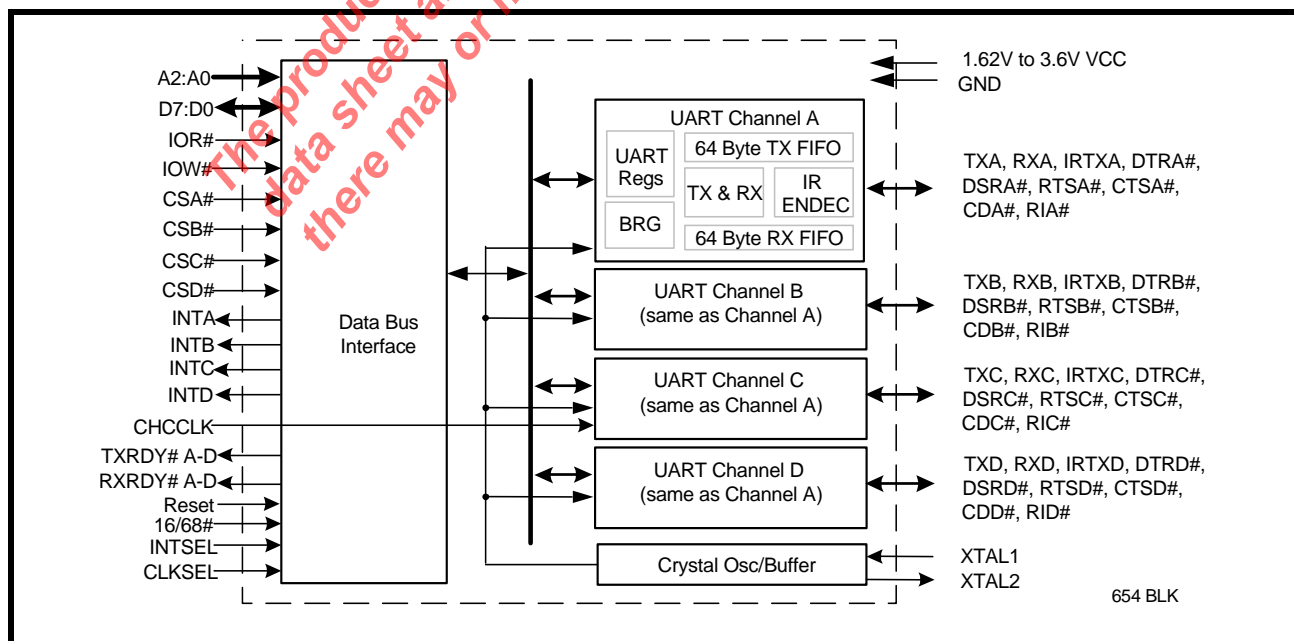 The produc
data sheet a
there may or
A2:A0
D7:D0
IOR#
IOW#
CSA#
CSB#
CSC#
CSD#
INTA
INTB
INTC
INTD
CHCCLK
TXRDY# A-D
RXRDY# A-D
Reset
16/68#
INTSEL
CLKSEL
Data Bus
Interface
UART Channel A
UART
Regs
BRG
64 Byte TX FIFO
TX & RX
IR
ENDEC
64 Byte RX FIFO
UART Channel B
(same as Channel A)
UART Channel C
(same as Channel A)
UART Channel D
(same as Channel A)
Crystal Osc/Buffer
1.62V to 3.6V VCC
GND
TXA, RXA, IRTXA, DTRA#,
DSRA#, RTSA#, CTSA#,
CDA#, RIA#
TXB, RXB, IRTXB, DTRB#,
DSRB#, RTSB#, CTSB#,
CDB#, RIB#
TXC, RXC, IRTXC, DTRC#,
DSRC#, RTSC#, CTSC#,
CDC#, RIC#
TXD, RXD, IRTXD, DTRD#,
DSRD#, RTSD#, CTSD#,
CDD#, RID#
XTAL1
XTAL2
654 BLK